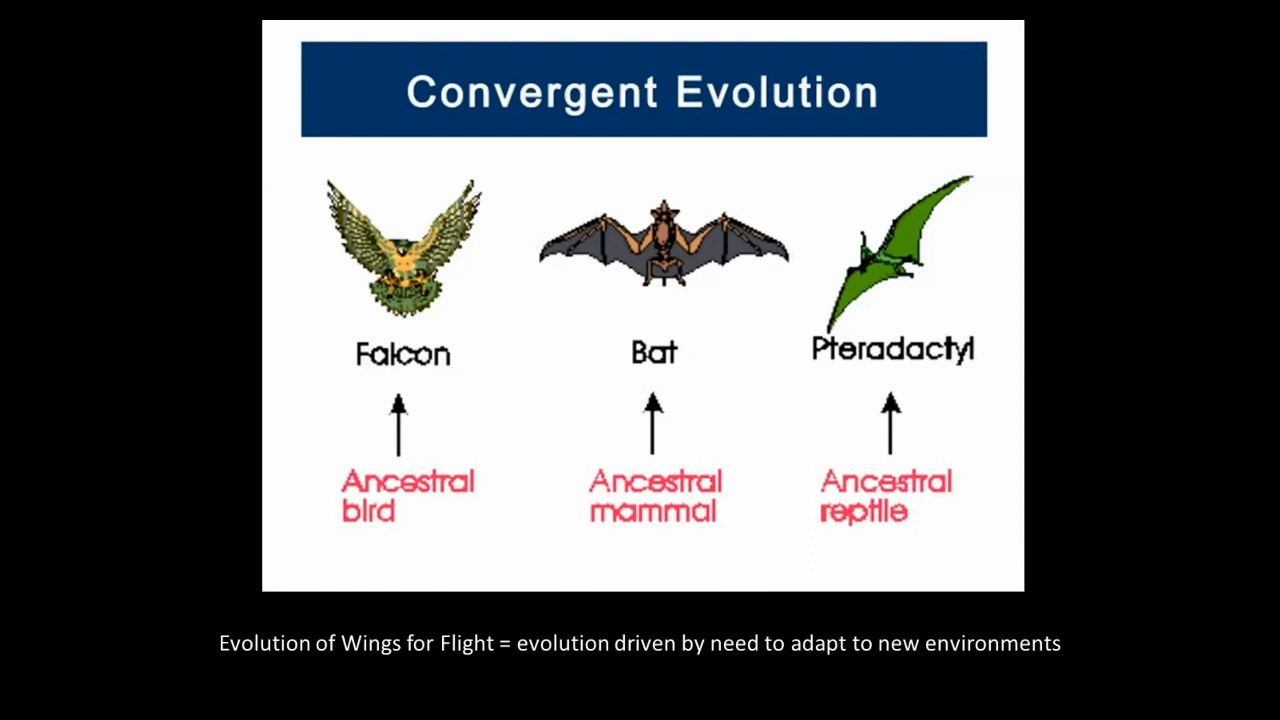 Convergent Evolution
Falcon
Bat
Pteradactyl
Ancestral
bird
Ancestral
mammal
Ancestral
reptile
Evolution of Wings for Flight = evolution driven by need to adapt to new environments